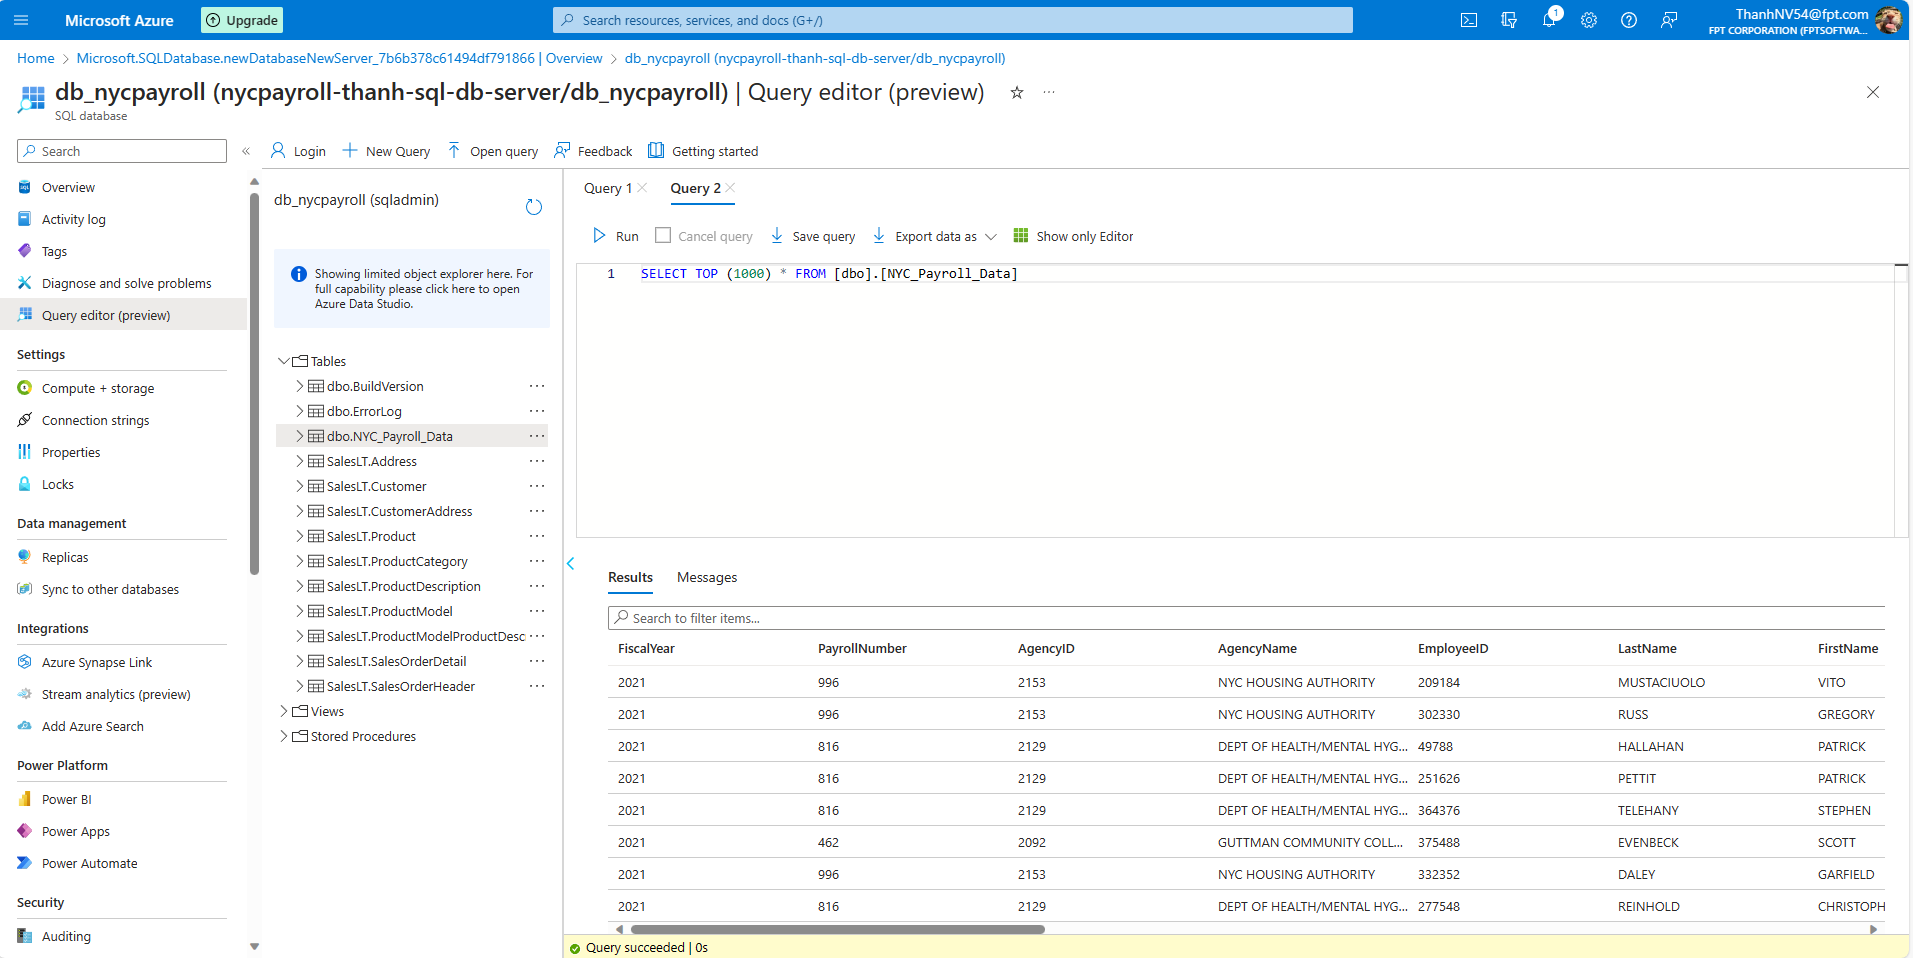 Microsoft Azure
Upgrade
Search resources, services, and docs (G+/)
1
ThanhNV54@fpt.com
FPT CORPORATION (FPTSOFTWA...
Home > Microsoft.SQLDatabase.newDatabaseNewServer_7b6b378c61494df791866 | Overview > db_nycpayroll (nycpayroll-thanh-sql-db-server/db_nycpayroll)
db_nycpayroll (nycpayroll-thanh-sql-db-server/db_nycpayroll) | Query editor (preview)
SQL database
Search
Login
New Query
Open query
Feedback
Getting started
Overview
Activity log
Tags
Diagnose and solve problems
Query editor (preview)
Settings
Compute + storage
Connection strings
Properties
Locks
Data management
Replicas
Sync to other databases
Integrations
Azure Synapse Link
Stream analytics (preview)
Add Azure Search
Power Platform
Power BI
Power Apps
Power Automate
Security
Auditing
db_nycpayroll (sqladmin)
Showing limited object explorer here. For
full capability please click here to open
Azure Data Studio.
Tables
dbo.BuildVersion
dbo.ErrorLog
dbo.NYC_Payroll_Data
SalesLT.Address
SalesLT.Customer
SalesLT.CustomerAddress
SalesLT.Product
SalesLT.ProductCategory
SalesLT.ProductDescription
SalesLT.ProductModel
SalesLT.ProductModelProductDesc
SalesLT.SalesOrderDetail
SalesLT.SalesOrderHeader
Views
Stored Procedures
Query 1
Query 2
Run
Cancel query
Save query
Export data as
Show only Editor
1 SELECT TOP (1000) * FROM [dbo].[NYC_Payroll_Data]
Results
Messages
Search to filter items...
FiscalYear PayrollNumber AgencyID AgencyName EmployeeID LastName FirstName
2021 996 2153 NYC HOUSING AUTHORITY 209184 MUSTACIUOLO VITO
2021 996 2153 NYC HOUSING AUTHORITY 302330 RUSS GREGORY
2021 816 2129 DEPT OF HEALTH/MENTAL HYG... 49788 HALLAHAN PATRICK
2021 816 2129 DEPT OF HEALTH/MENTAL HYG... 251626 PETTIT PATRICK
2021 816 2129 DEPT OF HEALTH/MENTAL HYG... 364376 TELEHANY STEPHEN
2021 462 2092 GUTTMAN COMMUNITY COLL... 375488 EVENBECK SCOTT
2021 996 2153 NYC HOUSING AUTHORITY 332352 DALEY GARFIELD
2021 816 2129 DEPT OF HEALTH/MENTAL HYG... 277548 REINHOLD CHRISTOPH
Query succeeded | 0s